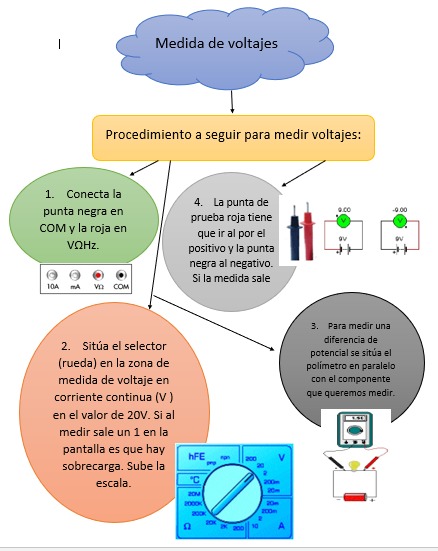 Medida de voltajes
Procedimiento a seguir para medir voltajes:
1. Conecta la
punta negra en
COM y la roja en
VΩHz.
10A mA VΩ COM
4. La punta de
prueba roja tiene
que ir al por el
positivo y la punta
negra al negativo.
Si la medida sale
9.00
V
9V
-9.00
V
9V
2. Sitúa el selector
(rueda) en la zona de
medida de voltaje en
corriente continua (V )
en el valor de 20V. Si al
medir sale un 1 en la
pantalla es que hay
sobrecarga. Sube la
escala.
3. Para medir una
diferencia de
potencial se sitúa el
polímetro en paralelo
con el componente
que queremos medir.
hFE
pnp npn
200
20
V
2
°C
200m
20m
20M
2000K
200m
200K
20m
Ω
20K 2K 200
10
2
A